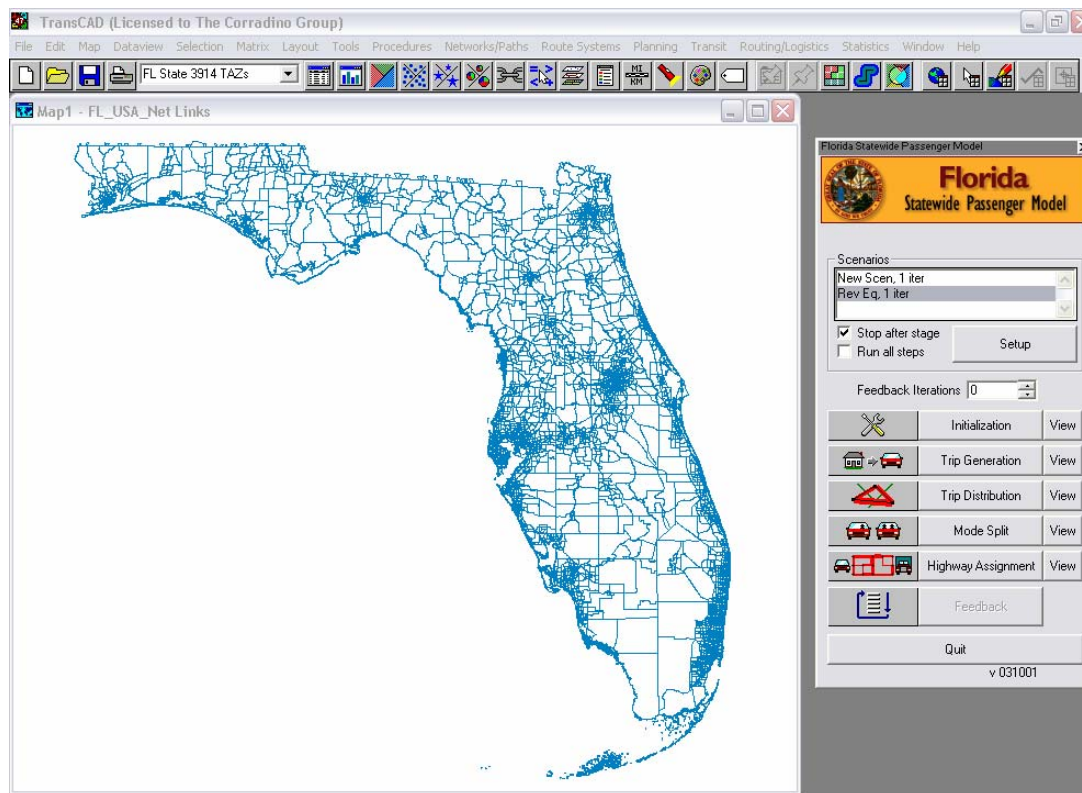 TransCAD (Licensed to The Corradino Group)
File Edit Map Dataview Selection Matrix Layout Tools Procedures Networks/Paths Route Systems Planning Transit Routing/Logistics Statistics Window Help
FL State 3914 TAZs
MI
KM
Map1 - FL_USA_Net Links
Florida Statewide Passenger Model
Florida
Statewide Passenger Model
Scenarios
New Scen, 1 iter
Rev Eq, 1 iter
Stop after stage
Run all steps
Setup
Feedback Iterations 0
Initialization View
Trip Generation View
Trip Distribution View
Mode Split View
Highway Assignment View
Feedback
Quit
v 031001